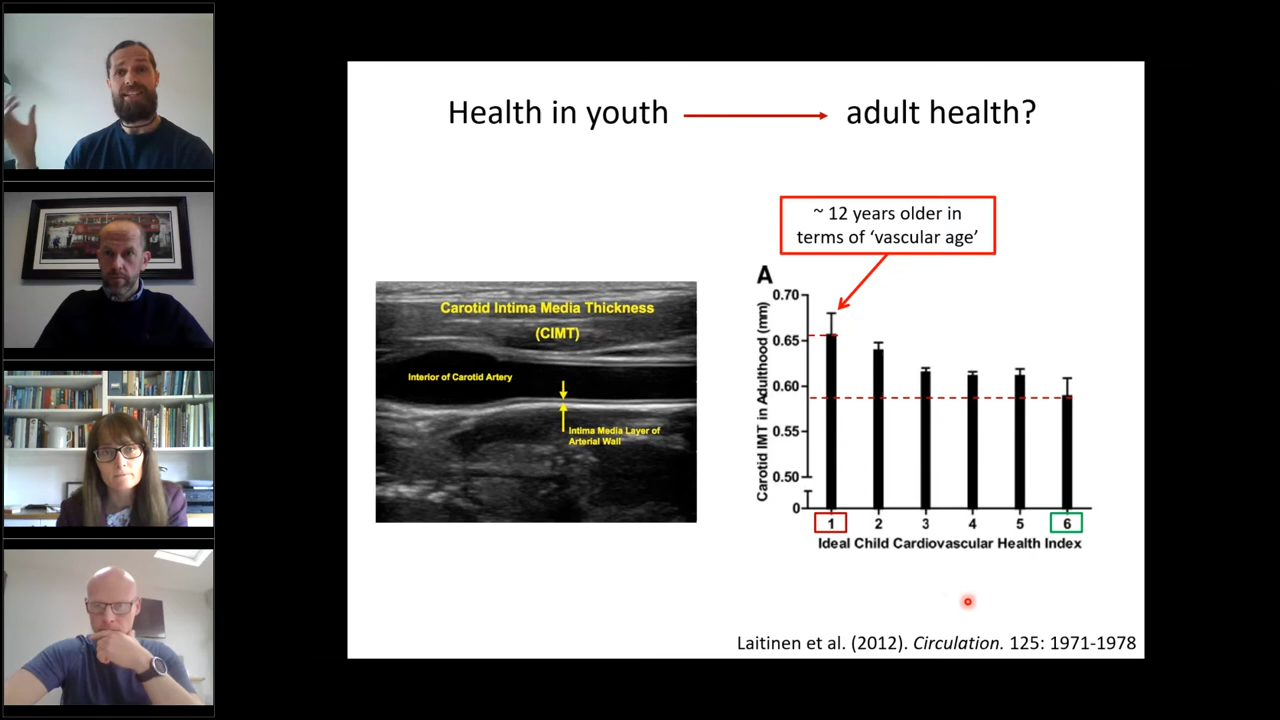 Health in youth adult health?
~ 12 years older in
terms of ‘vascular age’
Carotid Intima Media Thickness
(CIMT)
Interior of Carotid Artery
Intima Media Layer of
Arterial Wall
A
Carotid IMT in Adulthood (mm)
0.70
0.65
0.60
0.55
0.50
0
1 2 3 4 5 6
Ideal Child Cardiovascular Health Index
Laitinen et al. (2012). Circulation. 125: 1971-1978